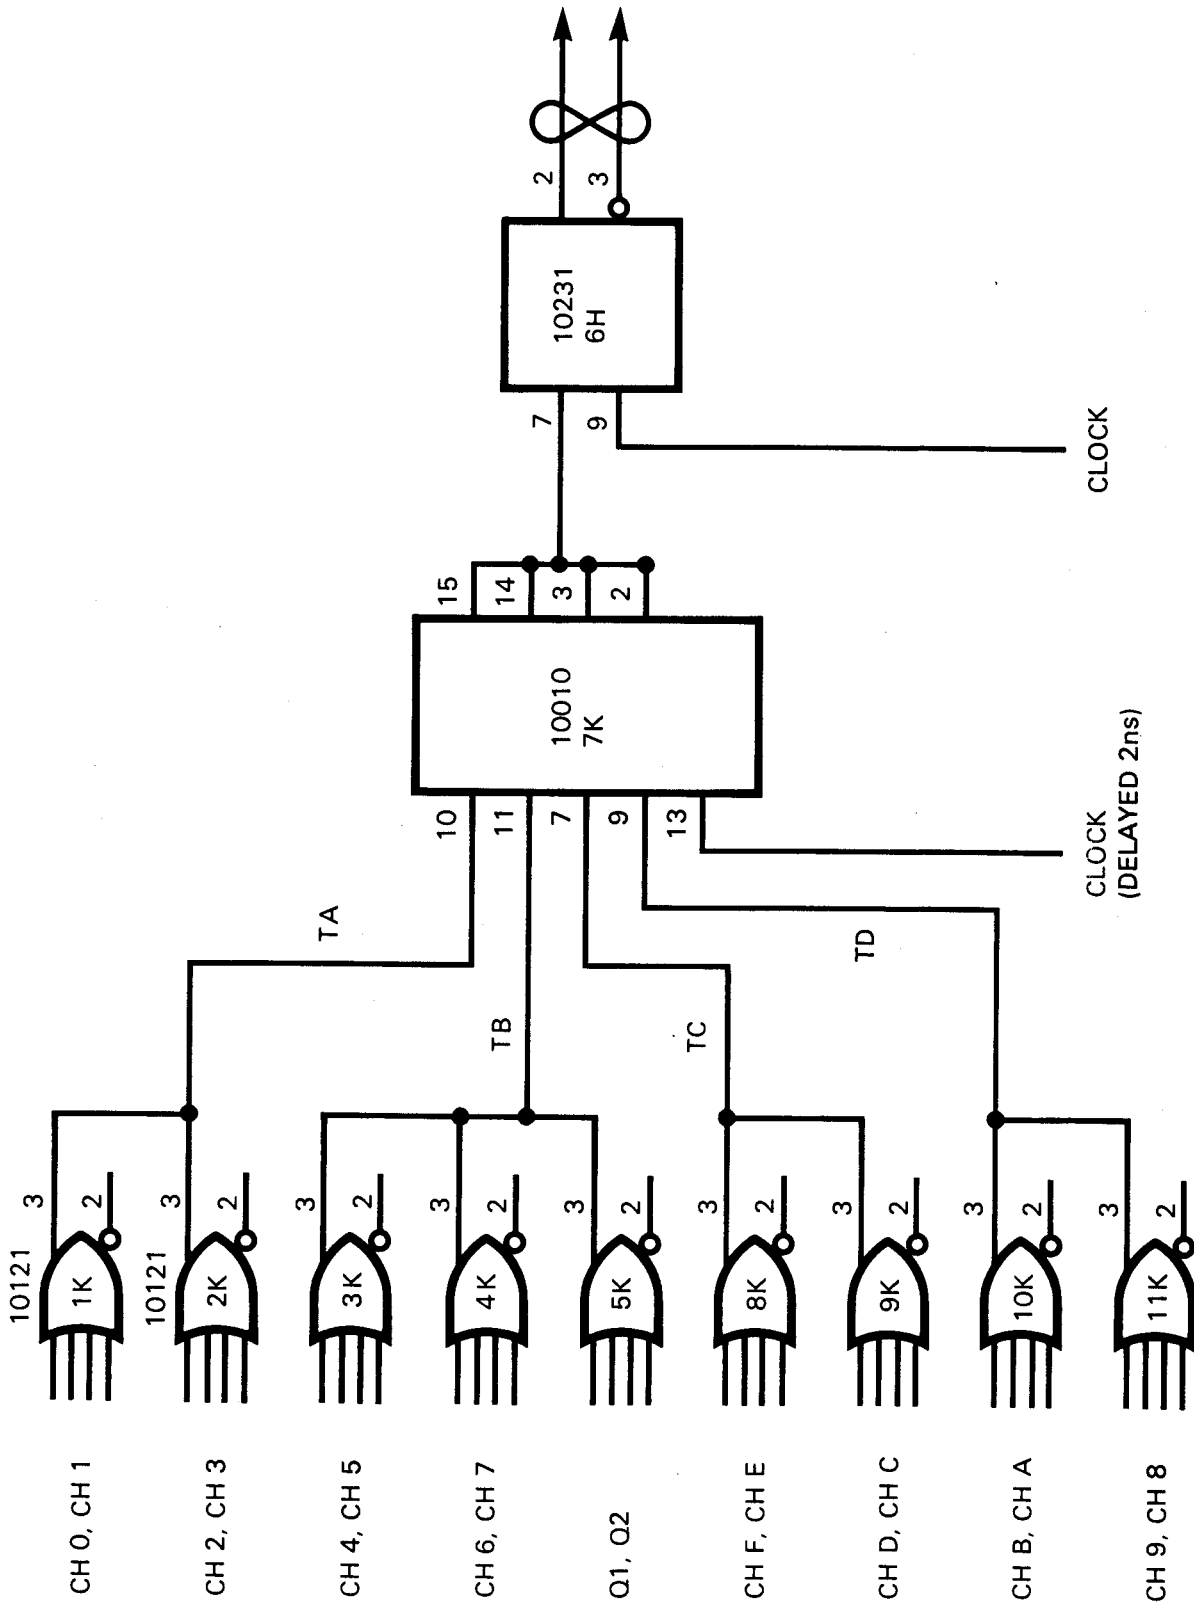 10121
3
CH 0, CH 1
1K
2
10121
3
CH 2, CH 3
2K
2
TA
3
CH 4, CH 5
3K
2
3
CH 6, CH 7
4K
2
TB
3
Q1, Q2
5K
2
3
CH F, CH E
8K
2
TC
3
CH D, CH C
9K
2
TD
3
CH B, CH A
10K
2
3
CH 9, CH 8
11K
2
10
11
7
9
13
10010
7K
15
14
3
2
CLOCK
(DELAYED 2ns)
7
9
10231
6H
2
3
CLOCK